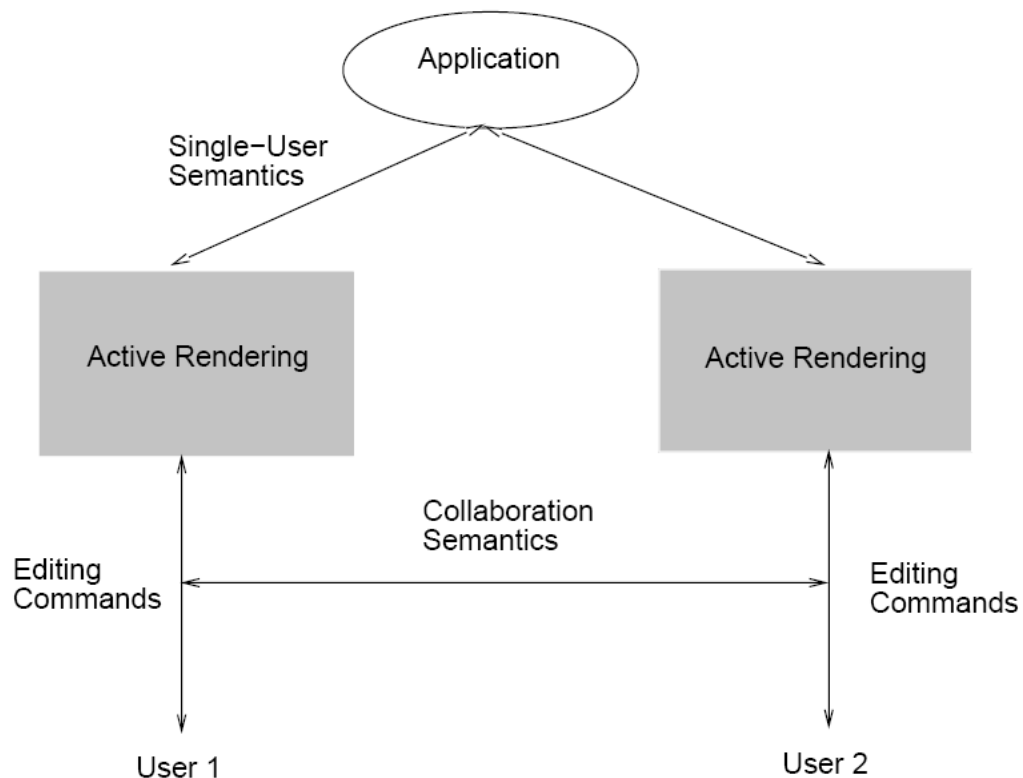 Application
Single−User
Semantics
Active Rendering
Active Rendering
Collaboration
Semantics
Editing
Commands
Editing
Commands
User 1
User 2